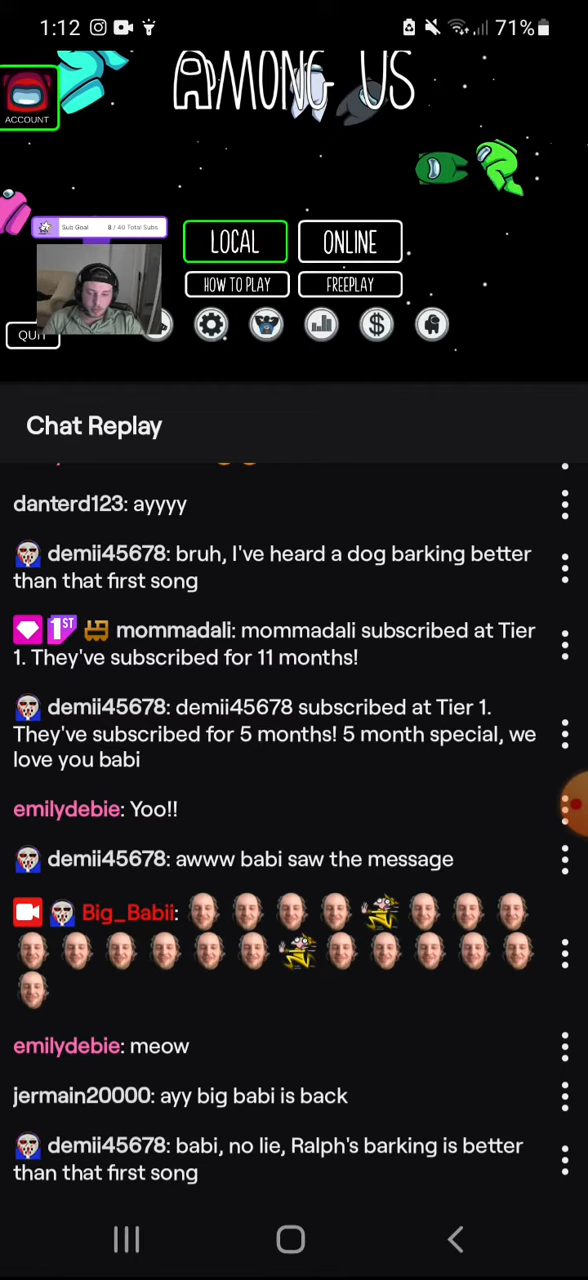 1:12
71%
AMONG US
ACCOUNT
Sub Goal 8 / 40 Total Subs
LOCAL
ONLINE
HOW TO PLAY
FREEPLAY
QUIT
$
Chat Replay
danterd123: ayyyy
demii45678: bruh, I've heard a dog barking better
than that first song
1ST mommadali: mommadali subscribed at Tier
1. They've subscribed for 11 months!
demii45678: demii45678 subscribed at Tier 1.
They've subscribed for 5 months! 5 month special, we
love you babi
emilydebie: Yoo!!
demii45678: awww babi saw the message
Big_Babii:
emilydebie: meow
jermain20000: ayy big babi is back
demii45678: babi, no lie, Ralph's barking is better
than that first song